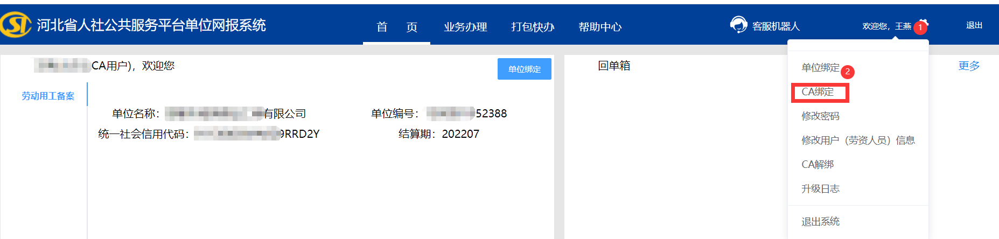 河北省人社公共服务平台单位网报系统
首 页
业务办理
打包快办
帮助中心
客服机器人
欢迎您，王燕
1
退出
CA用户)，欢迎您
单位绑定
劳动用工备案
单位名称：
有限公司
单位编号：
52388
统一社会信用代码：
9RRD2Y
结算期：202207
回单箱
更多
单位绑定
2
CA绑定
修改密码
修改用户（劳资人员）信息
CA解绑
升级日志
退出系统